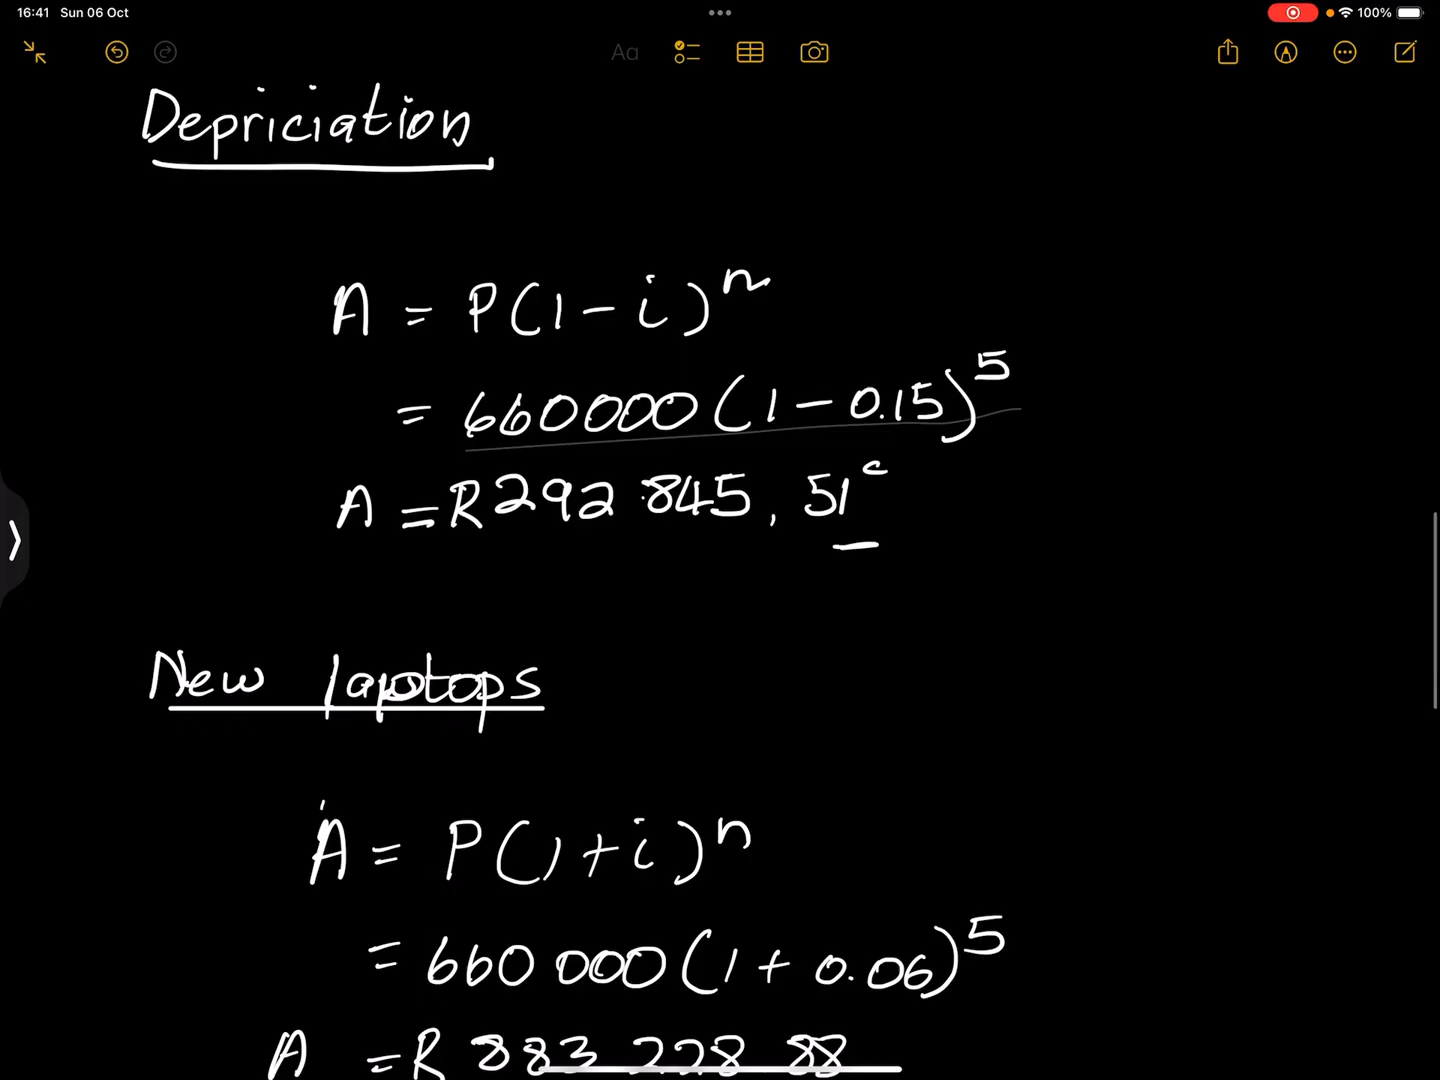 16:41 Sun 06 Oct 100%
Aa
Depriciation
A = P(1 - i)^n
= 660000(1 - 0.15)^5
A = R292 845, 51^c
New laptops
A = P(1 + i)^n
= 660 000(1 + 0.06)^5
A = R 883 228 88